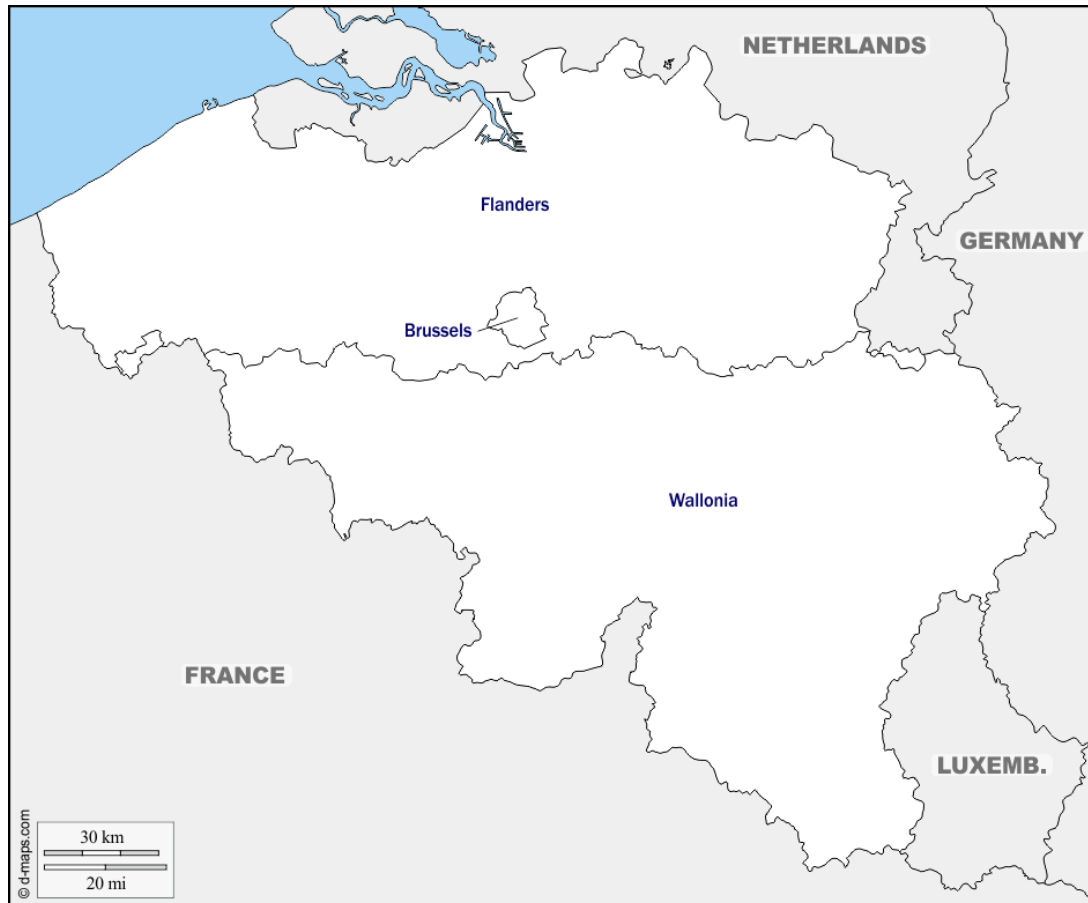 NETHERLANDS
Flanders
GERMANY
Brussels
Wallonia
FRANCE
LUXEMB.
30 km
20 mi
© d-maps.com